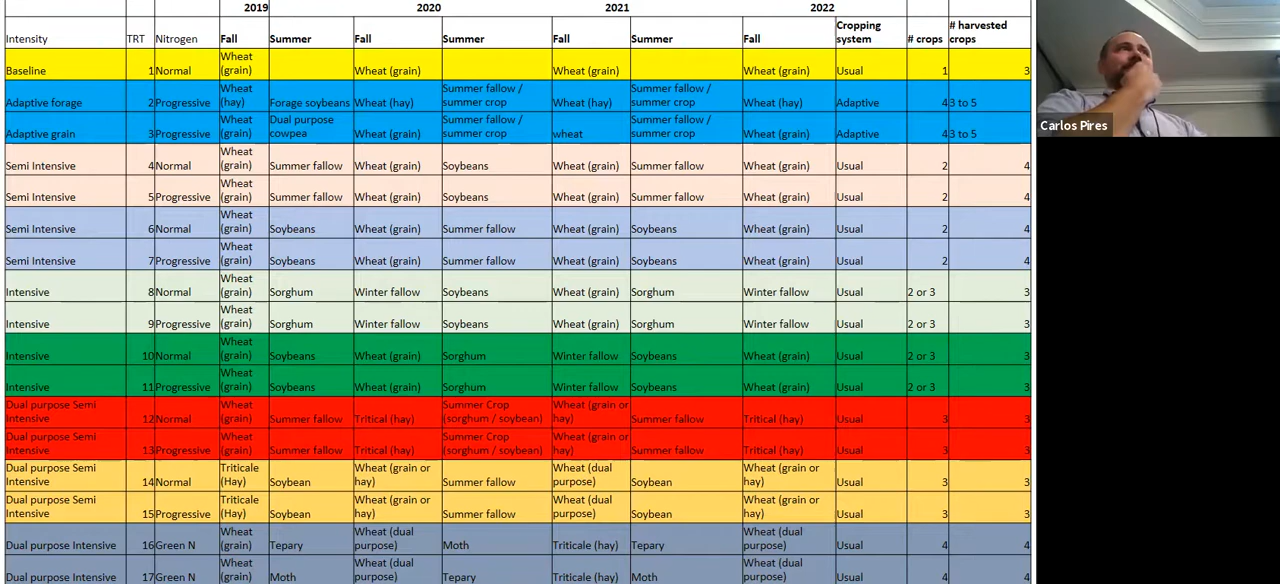 2019 2020 2021 2022
Intensity TRT Nitrogen Fall Summer Fall Summer Fall Summer Fall Cropping system # crops # harvested crops
Baseline 1 Normal Wheat (grain) Wheat (grain) Wheat (grain) Wheat (grain) Usual 1 3
Adaptive forage 2 Progressive Wheat (hay) Forage soybeans Wheat (hay) Summer fallow / summer crop Wheat (hay) Summer fallow / summer crop Wheat (hay) Adaptive 4 3 to 5
Adaptive grain 3 Progressive Wheat (grain) Dual purpose cowpea Wheat (grain) Summer fallow / summer crop wheat Summer fallow / summer crop Wheat (grain) Adaptive 4 3 to 5
Semi Intensive 4 Normal Wheat (grain) Summer fallow Wheat (grain) Soybeans Wheat (grain) Summer fallow Wheat (grain) Usual 2 4
Semi Intensive 5 Progressive Wheat (grain) Summer fallow Wheat (grain) Soybeans Wheat (grain) Summer fallow Wheat (grain) Usual 2 4
Semi Intensive 6 Normal Wheat (grain) Soybeans Wheat (grain) Summer fallow Wheat (grain) Soybeans Wheat (grain) Usual 2 4
Semi Intensive 7 Progressive Wheat (grain) Soybeans Wheat (grain) Summer fallow Wheat (grain) Soybeans Wheat (grain) Usual 2 4
Intensive 8 Normal Wheat (grain) Sorghum Winter fallow Soybeans Wheat (grain) Sorghum Winter fallow Usual 2 or 3 3
Intensive 9 Progressive Wheat (grain) Sorghum Winter fallow Soybeans Wheat (grain) Sorghum Winter fallow Usual 2 or 3 3
Intensive 10 Normal Wheat (grain) Soybeans Wheat (grain) Sorghum Winter fallow Soybeans Wheat (grain) Usual 2 or 3 3
Intensive 11 Progressive Wheat (grain) Soybeans Wheat (grain) Sorghum Winter fallow Soybeans Wheat (grain) Usual 2 or 3 3
Dual purpose Semi Intensive 12 Normal Wheat (grain) Summer fallow Tritical (hay) Summer Crop (sorghum / soybean) Wheat (grain or hay) Summer fallow Tritical (hay) Usual 3 3
Dual purpose Semi Intensive 13 Progressive Wheat (grain) Summer fallow Tritical (hay) Summer Crop (sorghum / soybean) Wheat (grain or hay) Summer fallow Tritical (hay) Usual 3 3
Dual purpose Semi Intensive 14 Normal Triticale (Hay) Soybean Wheat (grain or hay) Summer fallow Wheat (dual purpose) Soybean Wheat (grain or hay) Usual 3 3
Dual purpose Semi Intensive 15 Progressive Triticale (Hay) Soybean Wheat (grain or hay) Summer fallow Wheat (dual purpose) Soybean Wheat (grain or hay) Usual 3 3
Dual purpose Intensive 16 Green N Wheat (grain) Tepary Wheat (dual purpose) Moth Triticale (hay) Tepary Wheat (dual purpose) Usual 4 4
Dual purpose Intensive 17 Green N Wheat (grain) Moth Wheat (dual purpose) Tepary Triticale (hay) Moth Wheat (dual purpose) Usual 4 4
Carlos Pires